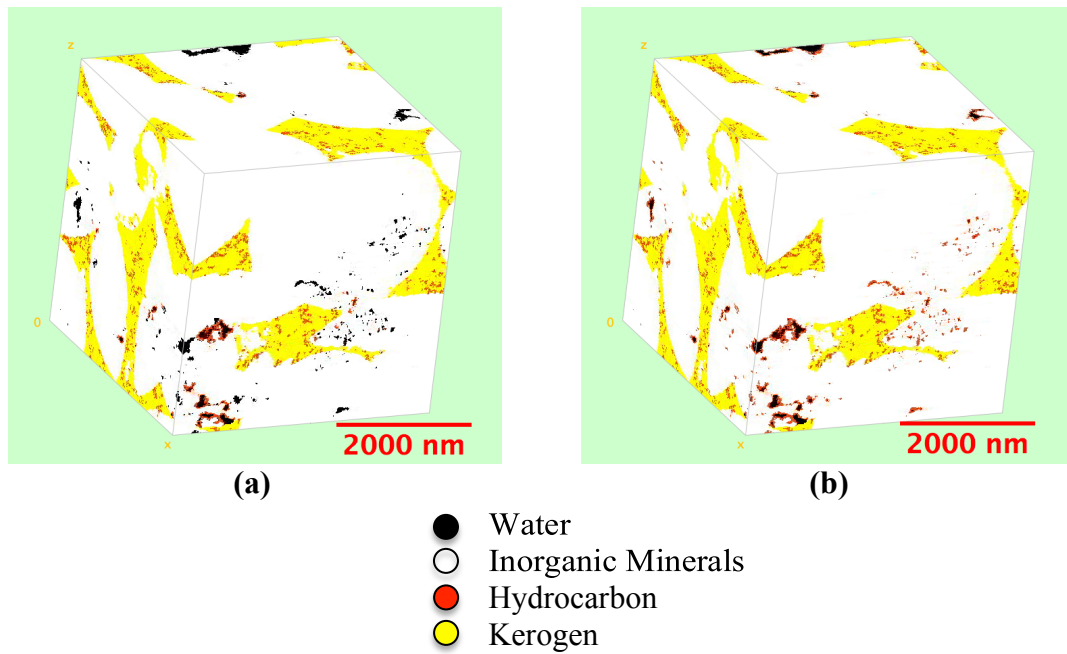 z
z
0
0
x
x
2000 nm
2000 nm
(a)
(b)
Water
Inorganic Minerals
Hydrocarbon
Kerogen